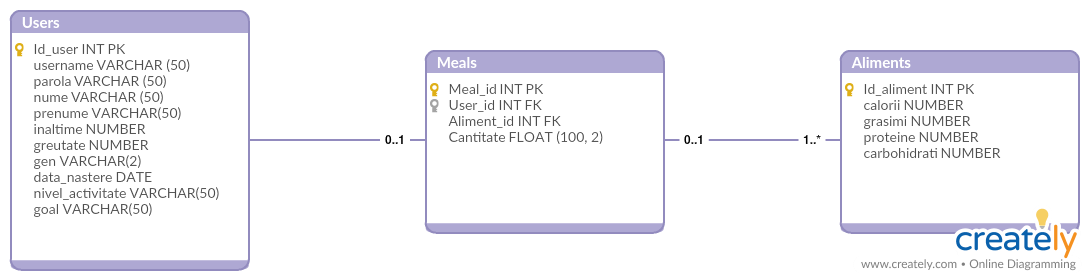 Users
Id_user INT PK
username VARCHAR (50)
parola VARCHAR (50)
nume VARCHAR (50)
prenume VARCHAR(50)
inaltime NUMBER
greutate NUMBER
gen VARCHAR(2)
data_nastere DATE
nivel_activitate VARCHAR(50)
goal VARCHAR(50)
0..1
Meals
Meal_id INT PK
User_id INT FK
Aliment_id INT FK
Cantitate FLOAT (100, 2)
0..1
1..*
Aliments
Id_aliment INT PK
calorii NUMBER
grasimi NUMBER
proteine NUMBER
carbohidrati NUMBER
creately
www.creately.com • Online Diagramming